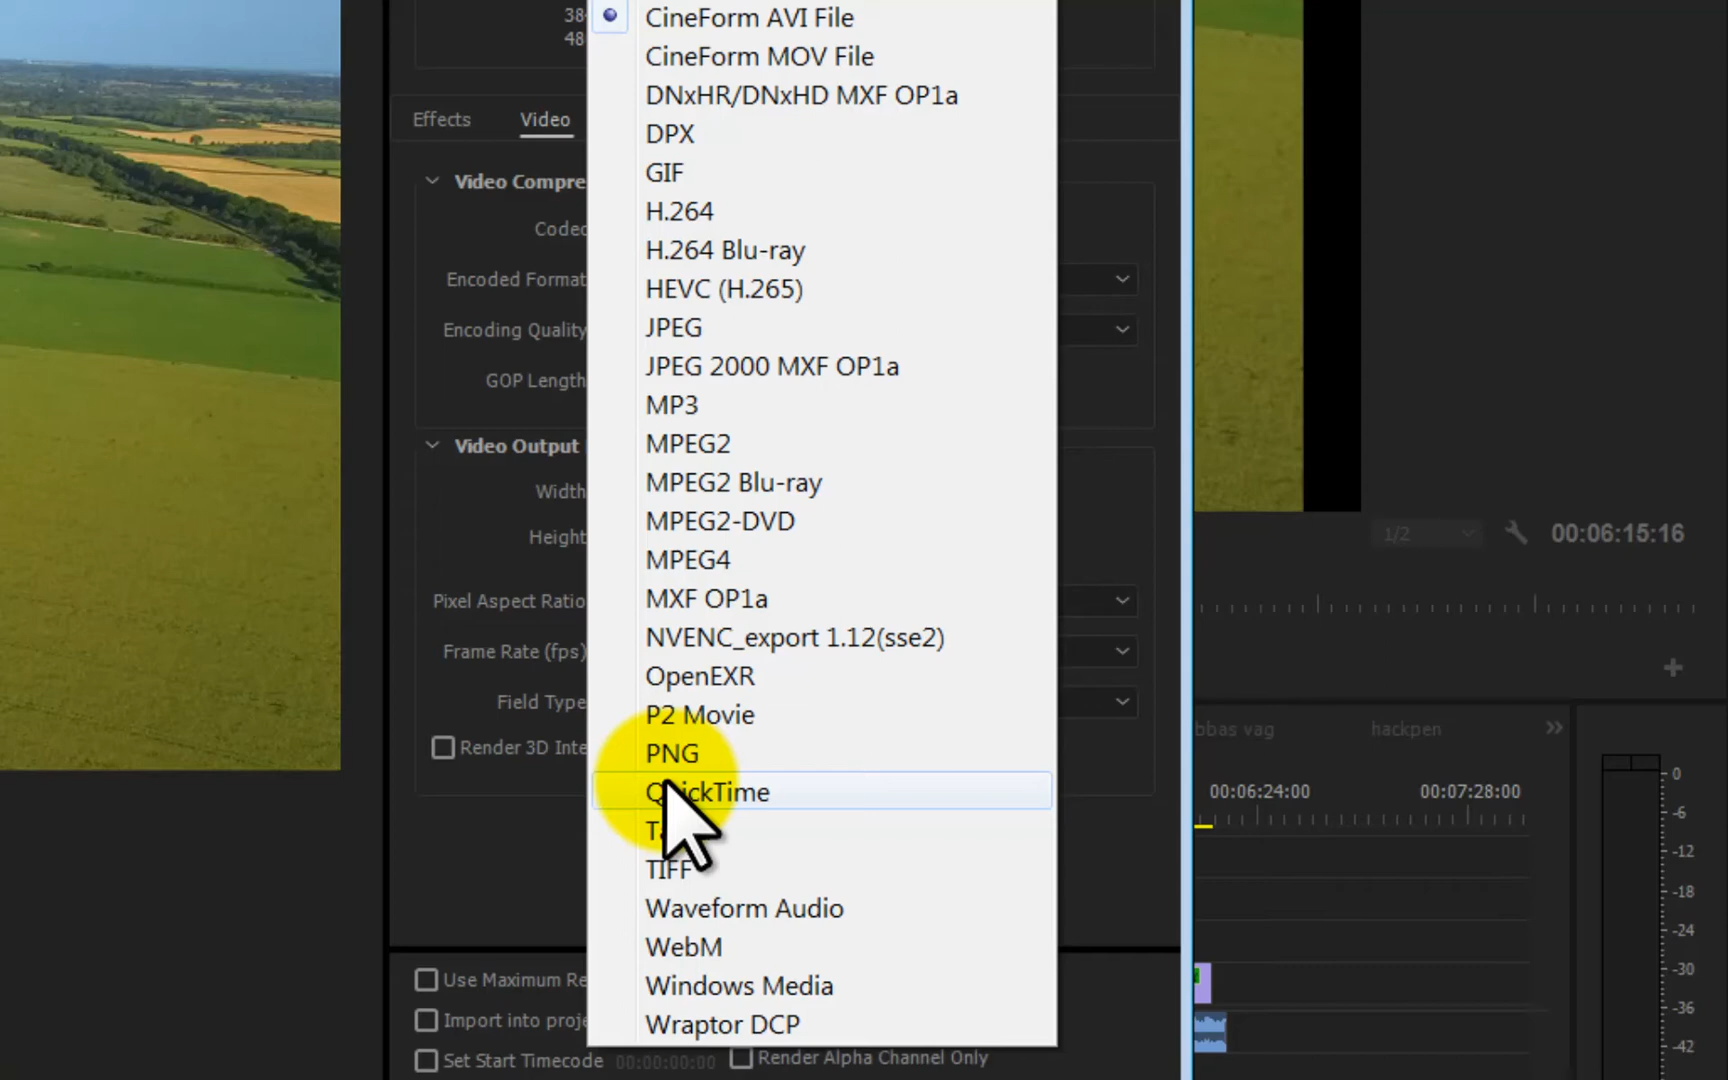 38
48
CineForm AVI File
CineForm MOV File
DNxHR/DNxHD MXF OP1a
DPX
GIF
H.264
H.264 Blu-ray
HEVC (H.265)
JPEG
JPEG 2000 MXF OP1a
MP3
MPEG2
MPEG2 Blu-ray
MPEG2-DVD
MPEG4
MXF OP1a
NVENC_export 1.12(sse2)
OpenEXR
P2 Movie
PNG
QuickTime
TIFF
Waveform Audio
WebM
Windows Media
Wraptor DCP
Effects Video
Video Compre
Codec
Encoded Format
Encoding Quality
GOP Length
Video Output
Width
Height
Pixel Aspect Ratio
Frame Rate (fps)
Field Type
Render 3D Inte
Use Maximum Re
Import into proje
Set Start Timecode 00:00:00:00 Render Alpha Channel Only
1/2 00:06:15:16
bbas vag hackpen
00:06:24:00 00:07:28:00
0
-6
-12
-18
-24
-30
-36
-42